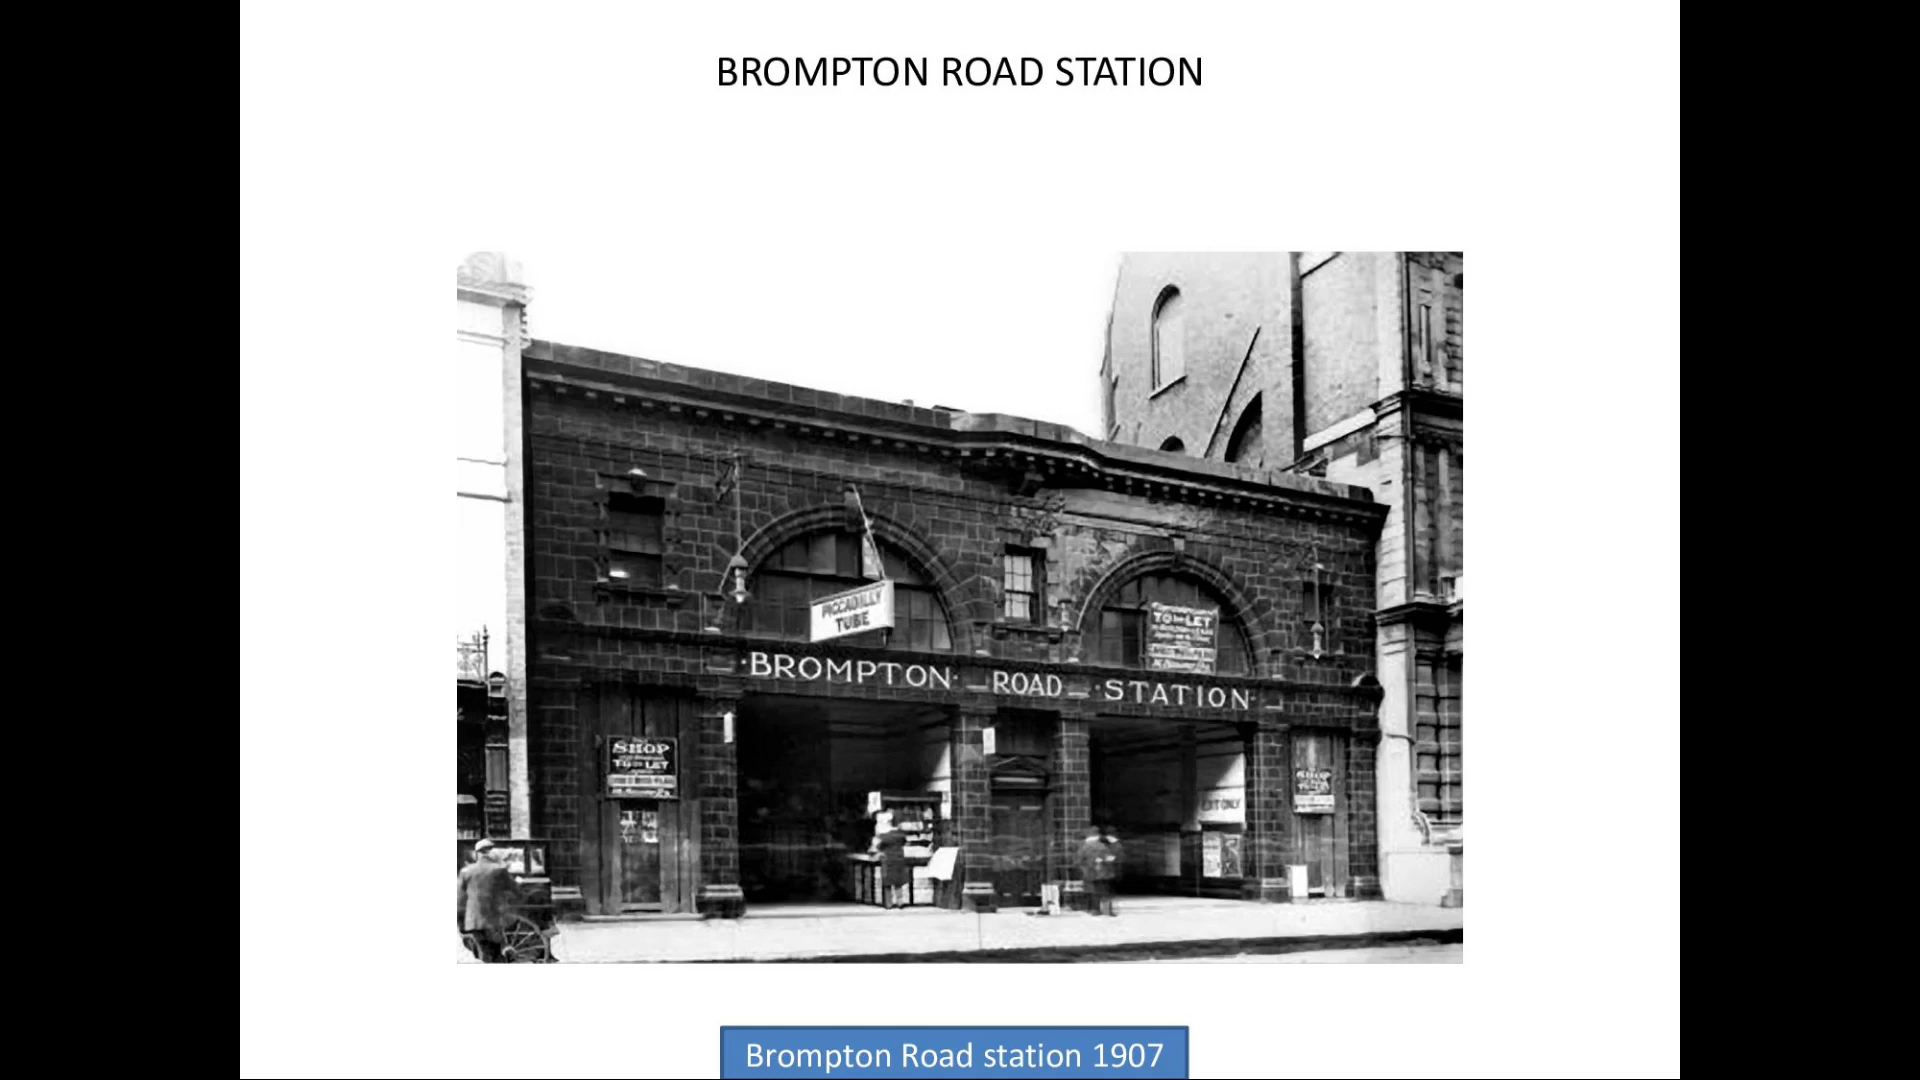 BROMPTON ROAD STATION
PICCADILLY
TUBE
TO LET
·BROMPTON· ROAD ·STATION·
SHOP
TO LET
EXIT ONLY
SHOP
Brompton Road station 1907